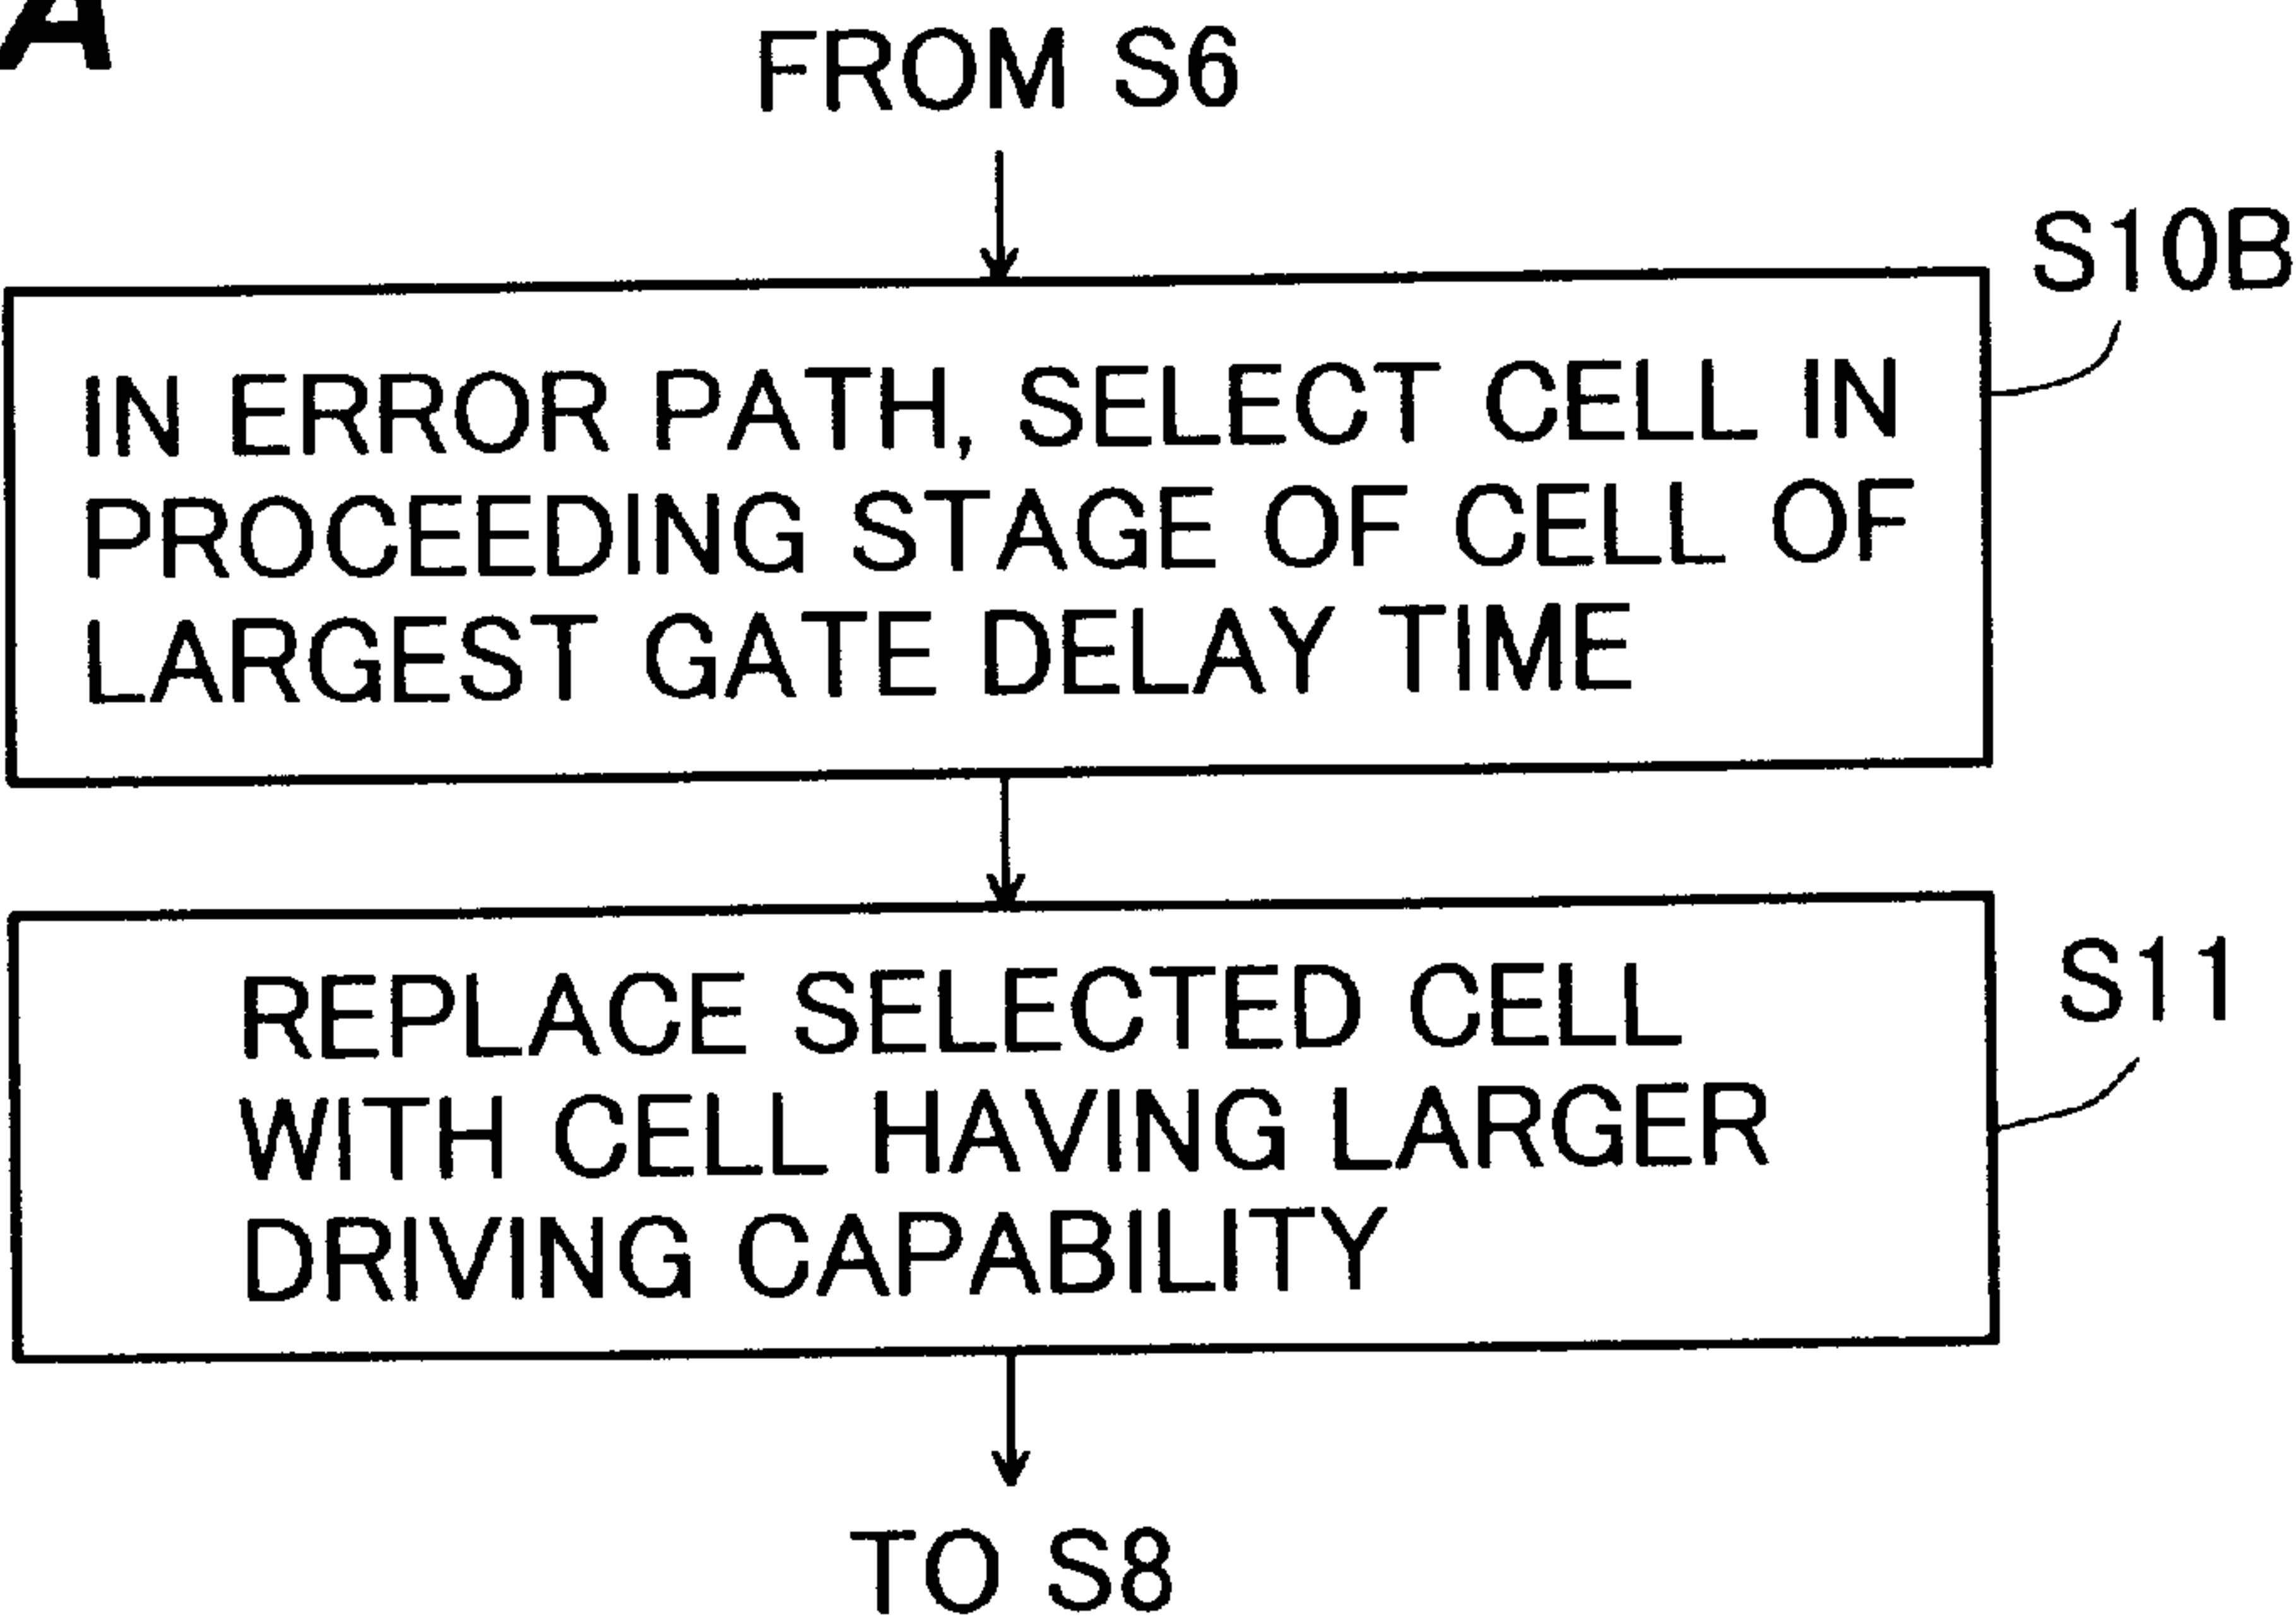 A
FROM S6
S10B
IN ERROR PATH, SELECT CELL IN
PROCEEDING STAGE OF CELL OF
LARGEST GATE DELAY TIME
S11
REPLACE SELECTED CELL
WITH CELL HAVING LARGER
DRIVING CAPABILITY
TO S8